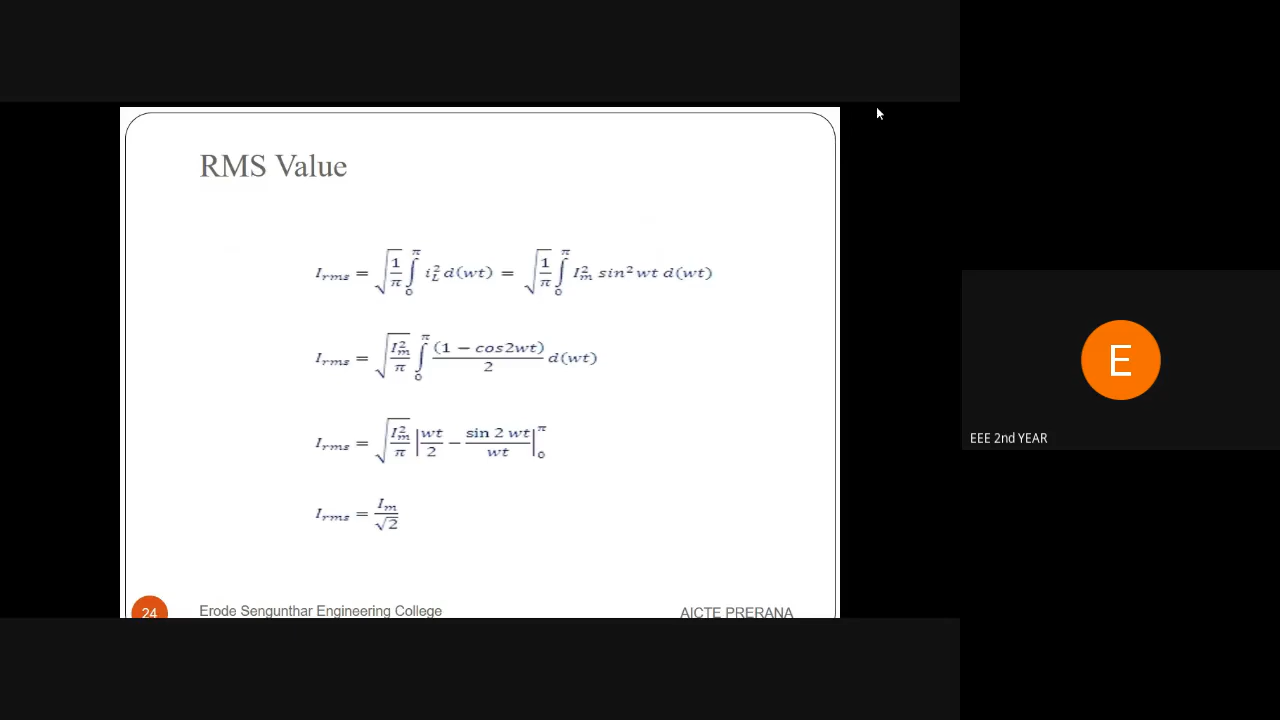 RMS Value
I_rms = √(1/π) ∫₀^π i_L² d(wt) = √(1/π) ∫₀^π I_m² sin² wt d(wt)
I_rms = √(I_m²/π) ∫₀^π (1 − cos2wt)/2 d(wt)
I_rms = √(I_m²/π) |wt/2 − sin 2 wt/wt|₀^π
I_rms = I_m/√2
24 Erode Sengunthar Engineering College AICTE PRERANA
E
EEE 2nd YEAR